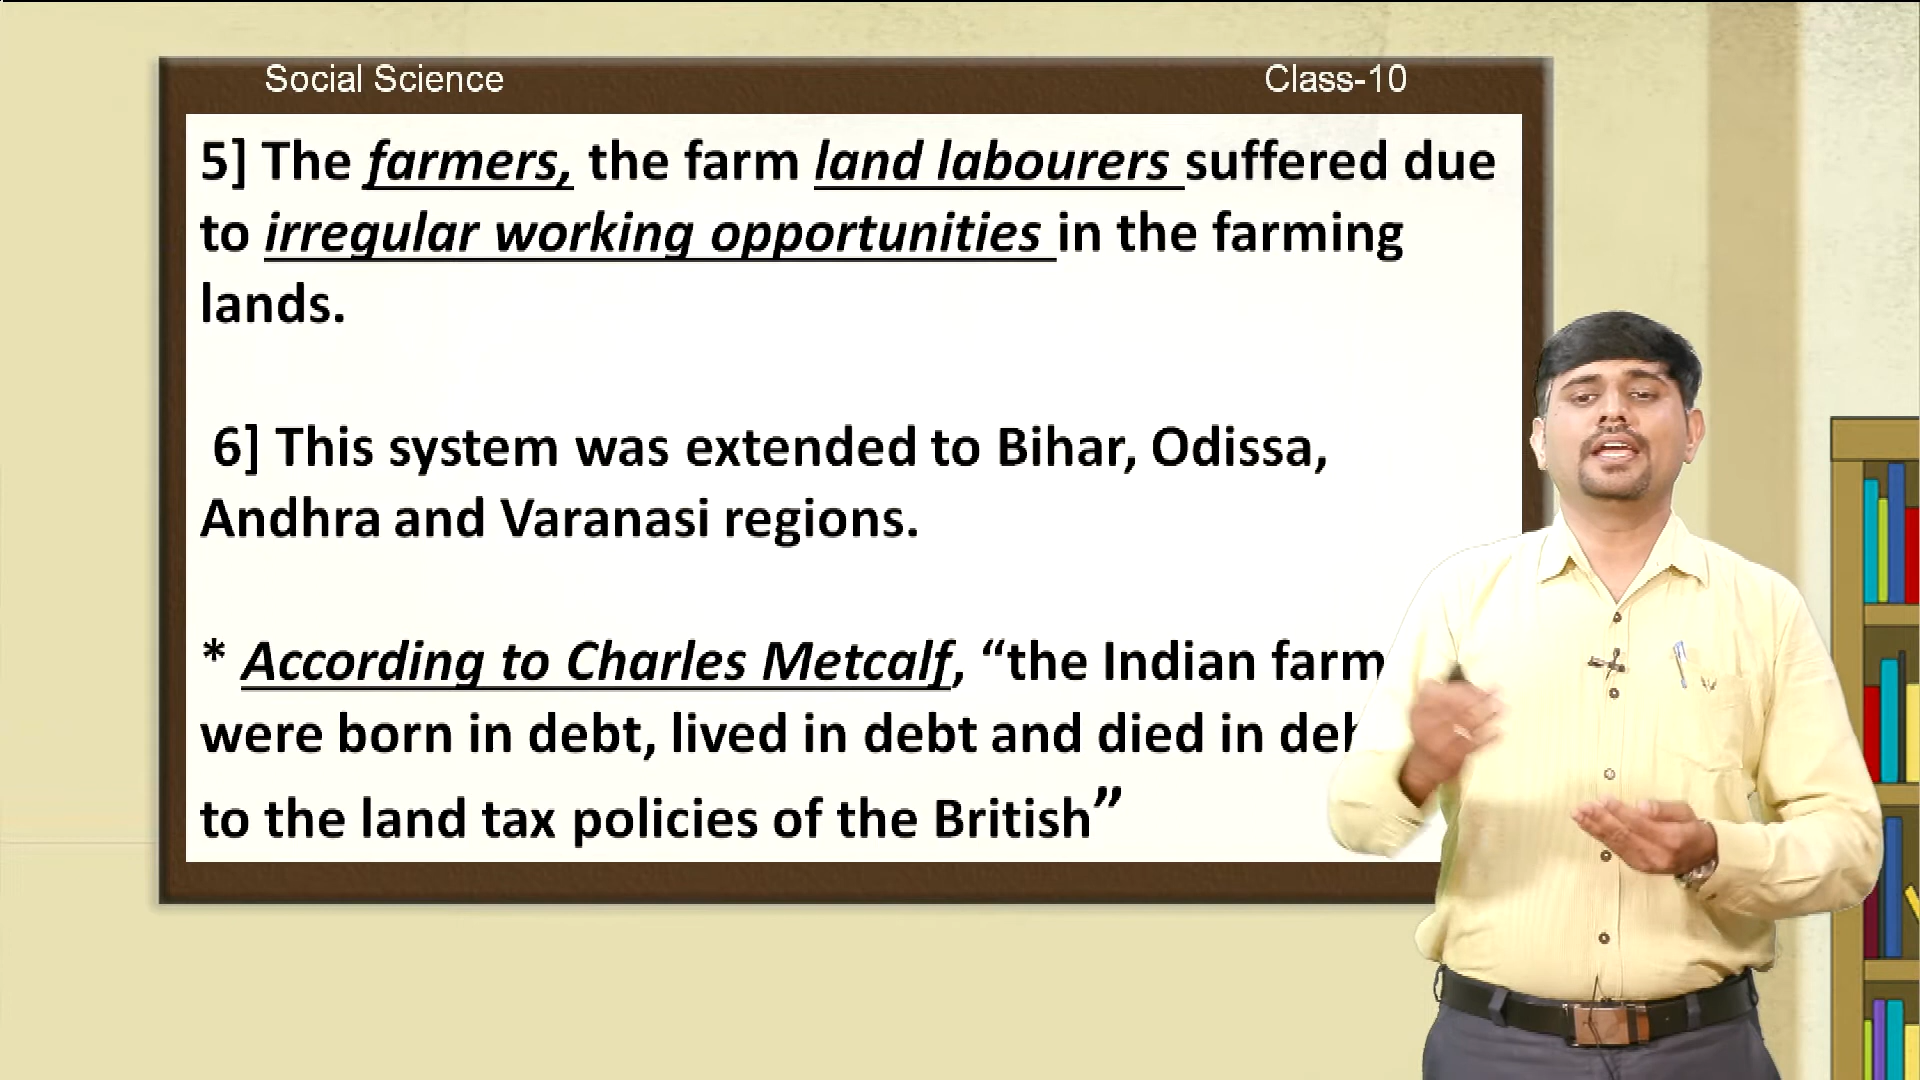 Social Science Class-10
5] The farmers, the farm land labourers suffered due
to irregular working opportunities in the farming
lands.
6] This system was extended to Bihar, Odissa,
Andhra and Varanasi regions.
* According to Charles Metcalf, “the Indian farm
were born in debt, lived in debt and died in
to the land tax policies of the British”